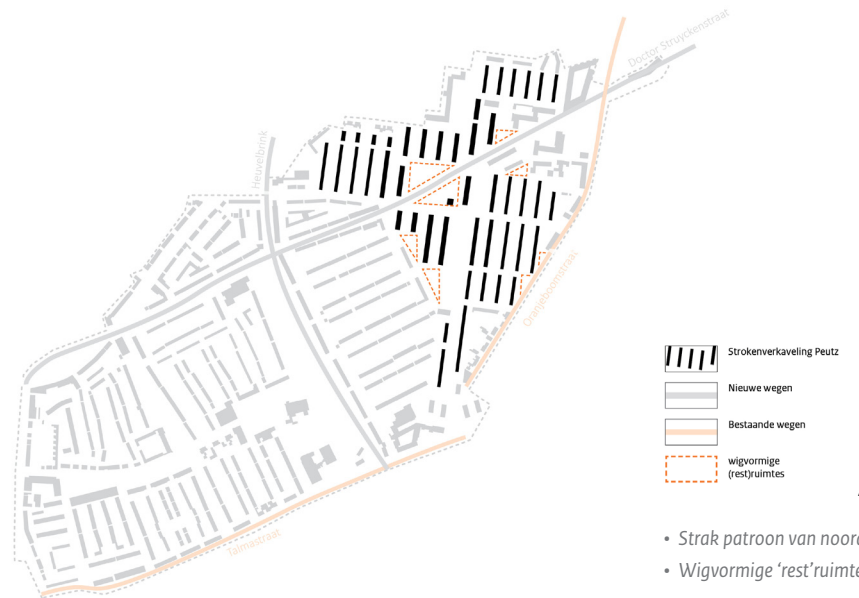 Doctor Struyckenstraat
Heuvelbrink
Oranjeboomstraat
Talmastraat
Strokenverkaveling Peutz
Nieuwe wegen
Bestaande wegen
wigvormige
(rest)ruimtes
• Strak patroon van noord
• Wigvormige ‘rest’ruimte